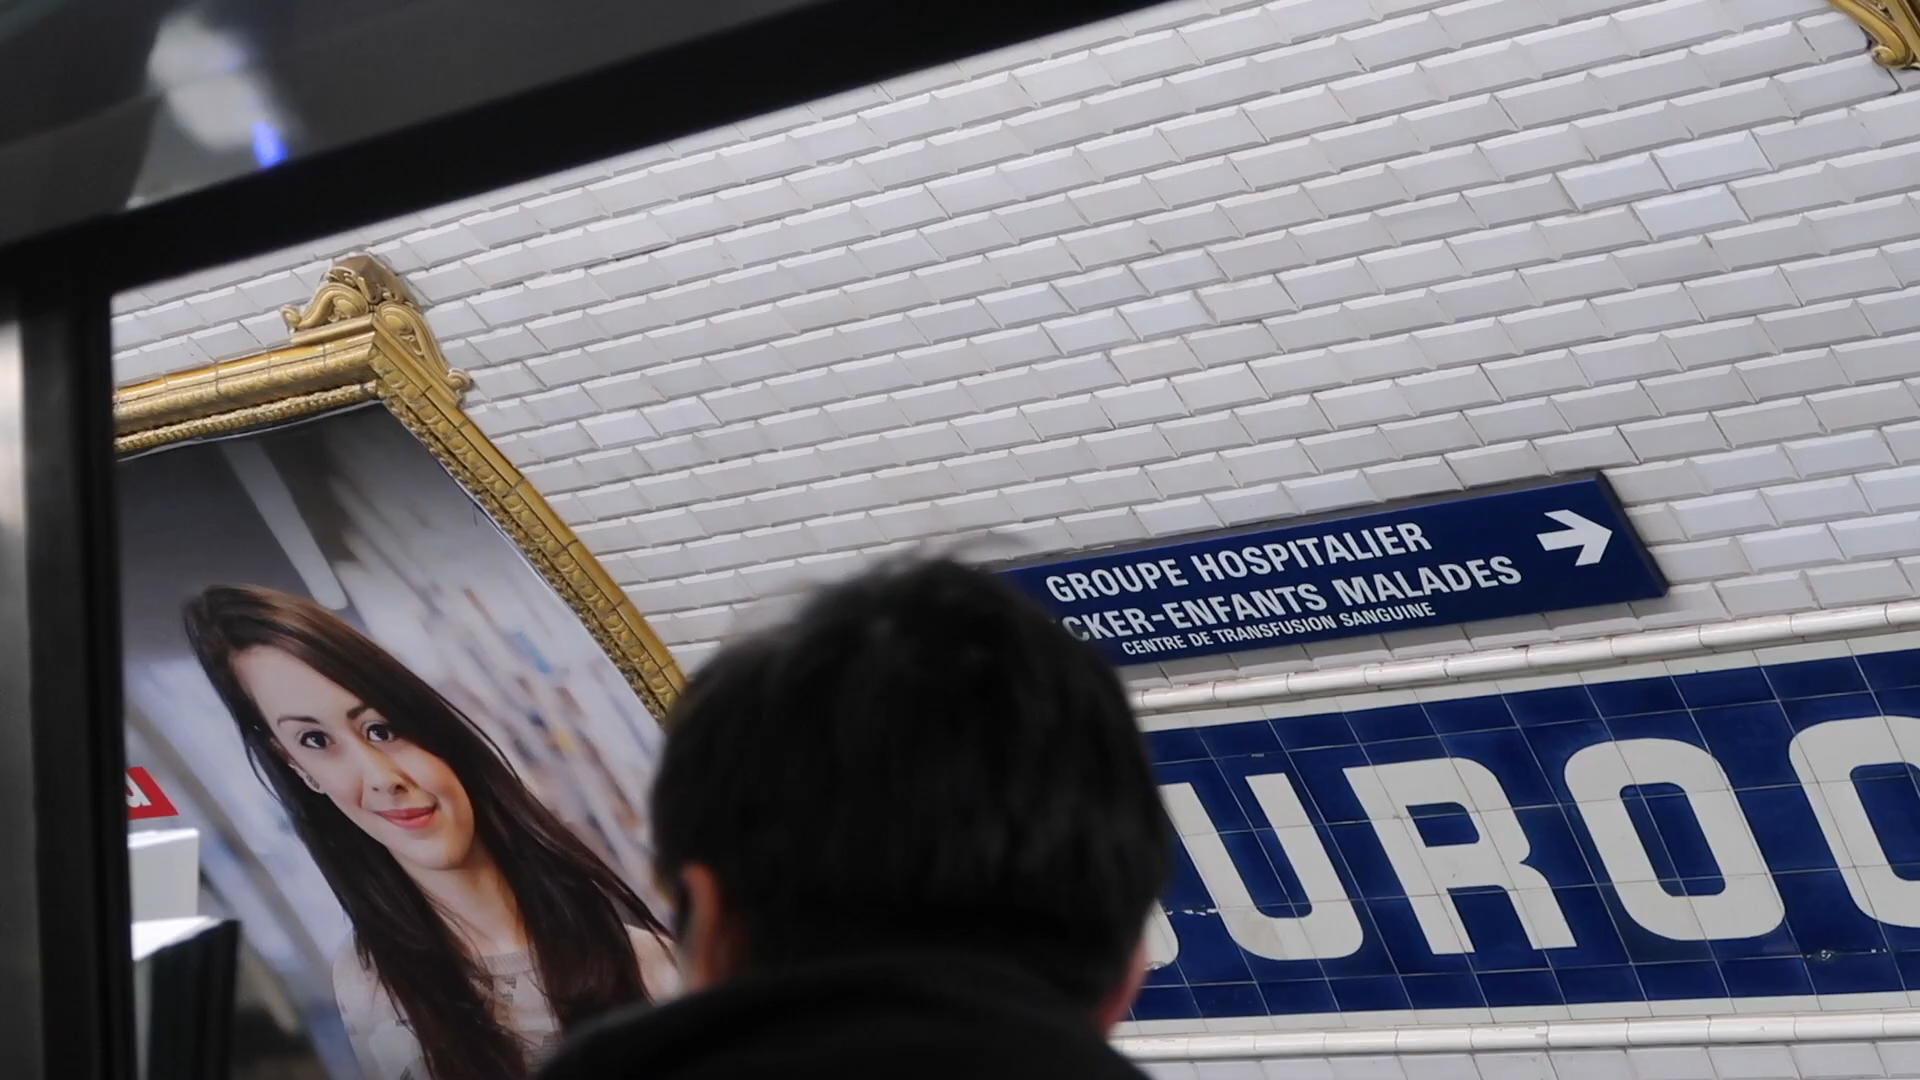 GROUPE HOSPITALIER
CKER-ENFANTS MALADES
CENTRE DE TRANSFUSION SANGUINE
UROC